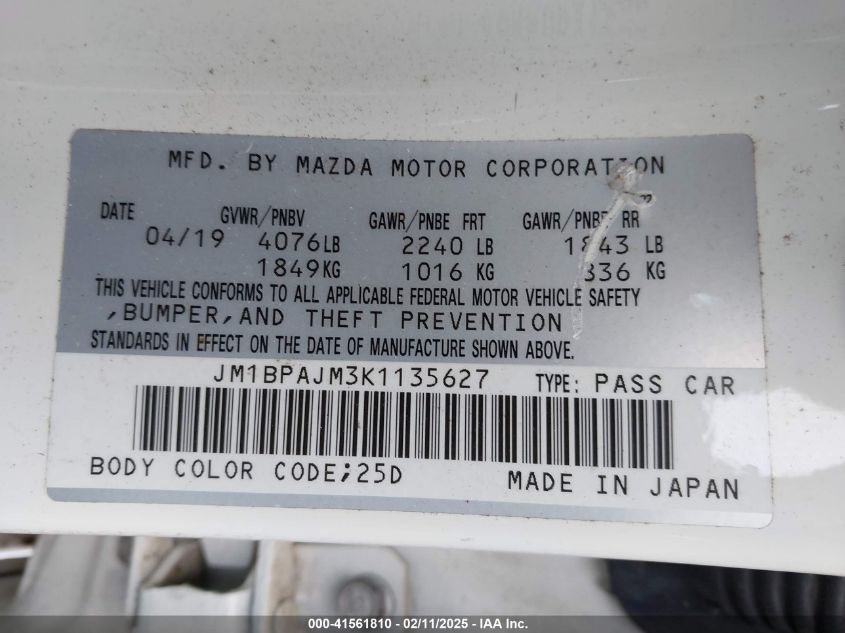 MFD. BY MAZDA MOTOR CORPORATION
DATE GVWR/PNBV GAWR/PNBE FRT GAWR/PNBE RR
04/19 4076LB 2240 LB 1843 LB
1849KG 1016 KG 836 KG
THIS VEHICLE CONFORMS TO ALL APPLICABLE FEDERAL MOTOR VEHICLE SAFETY
,BUMPER,AND THEFT PREVENTION
STANDARDS IN EFFECT ON THE DATE OF MANUFACTURE SHOWN ABOVE.
JM1BPAJM3K1135627 TYPE: PASS CAR
BODY COLOR CODE;25D MADE IN JAPAN
000-41561810 - 02/11/2025 - IAA Inc.